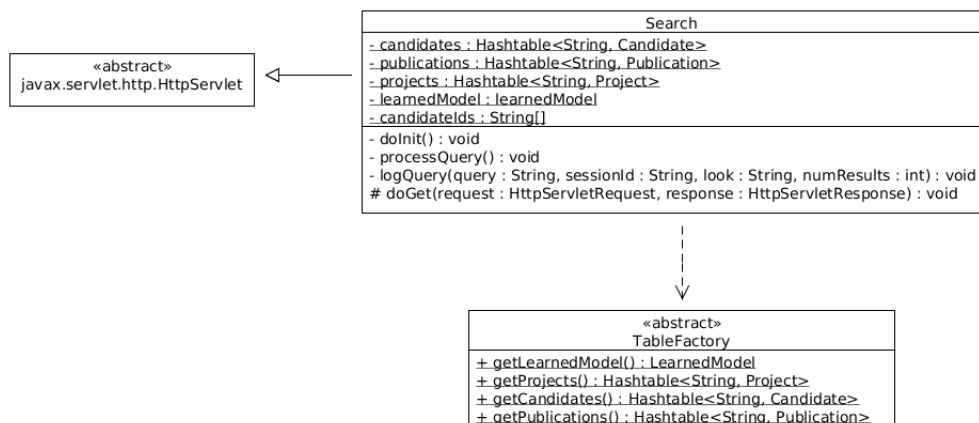 Search
- candidates : Hashtable<String, Candidate>
- publications : Hashtable<String, Publication>
- projects : Hashtable<String, Project>
- learnedModel : learnedModel
- candidateIds : String[]
- doInit() : void
- processQuery() : void
- logQuery(query : String, sessionId : String, look : String, numResults : int) : void
# doGet(request : HttpServletRequest, response : HttpServletResponse) : void
«abstract»
javax.servlet.http.HttpServlet
«abstract»
TableFactory
+ getLearnedModel() : LearnedModel
+ getProjects() : Hashtable<String, Project>
+ getCandidates() : Hashtable<String, Candidate>
+ getPublications() : Hashtable<String, Publication>